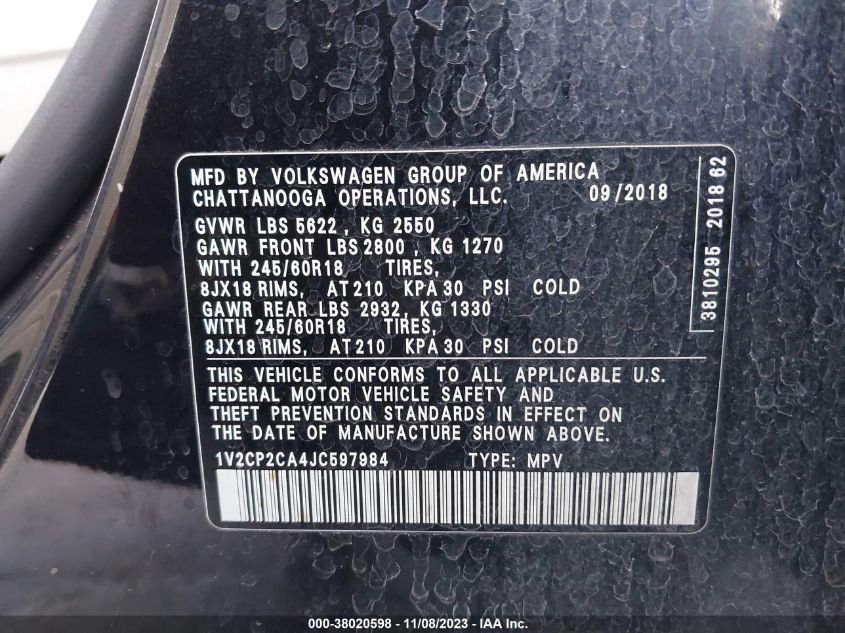 MFD BY VOLKSWAGEN GROUP OF AMERICA
CHATTANOOGA OPERATIONS, LLC. 09/2018
GVWR LBS 5622 , KG 2550
GAWR FRONT LBS 2800 , KG 1270
WITH 245/60R18 TIRES,
8JX18 RIMS, AT 210 KPA 30 PSI COLD
GAWR REAR LBS 2932, KG 1330
WITH 245/60R18 TIRES,
8JX18 RIMS, AT 210 KPA 30 PSI COLD
THIS VEHICLE CONFORMS TO ALL APPLICABLE U.S.
FEDERAL MOTOR VEHICLE SAFETY AND
THEFT PREVENTION STANDARDS IN EFFECT ON
THE DATE OF MANUFACTURE SHOWN ABOVE.
1V2CP2CA4JC597984 TYPE: MPV
3810295 2018 62
000-38020598 - 11/08/2023 - IAA Inc.